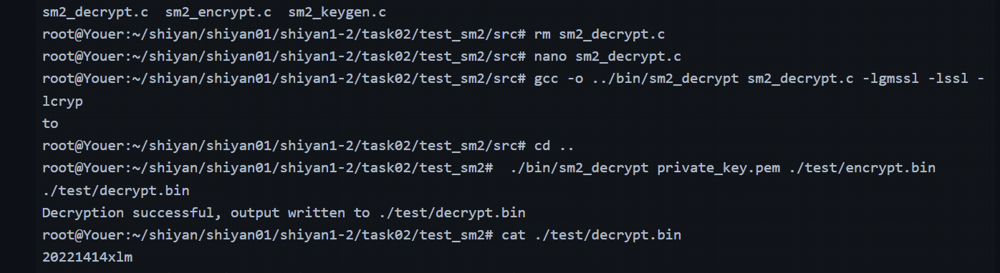 sm2_decrypt.c  sm2_encrypt.c  sm2_keygen.c
root@Youer:~/shiyan/shiyan01/shiyan1-2/task02/test_sm2/src# rm sm2_decrypt.c
root@Youer:~/shiyan/shiyan01/shiyan1-2/task02/test_sm2/src# nano sm2_decrypt.c
root@Youer:~/shiyan/shiyan01/shiyan1-2/task02/test_sm2/src# gcc -o ../bin/sm2_decrypt sm2_decrypt.c -lgmssl -lssl -
lcryp
to
root@Youer:~/shiyan/shiyan01/shiyan1-2/task02/test_sm2/src# cd ..
root@Youer:~/shiyan/shiyan01/shiyan1-2/task02/test_sm2#  ./bin/sm2_decrypt private_key.pem ./test/encrypt.bin
./test/decrypt.bin
Decryption successful, output written to ./test/decrypt.bin
root@Youer:~/shiyan/shiyan01/shiyan1-2/task02/test_sm2# cat ./test/decrypt.bin
20221414xlm